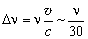 Δν = ν υ/c ~ ν/30